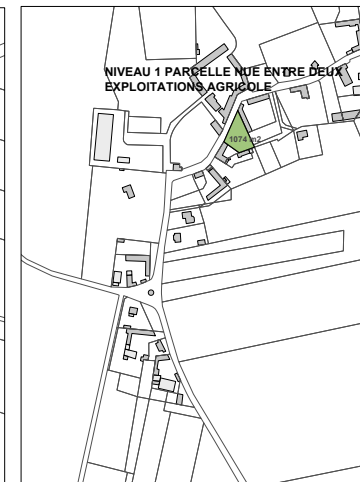 NIVEAU 1 PARCELLE NUE ENTRE DEUX
EXPLOITATIONS AGRICOLE
1074 m2